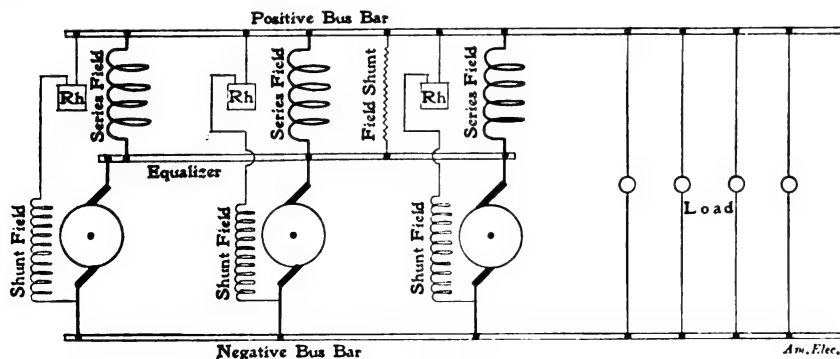 Positive Bus Bar
Rh
Series Field
Rh
Series Field
Field Shunt
Rh
Series Field
Equalizer
Shunt Field
Shunt Field
Shunt Field
Load
Negative Bus Bar
Am. Elec.